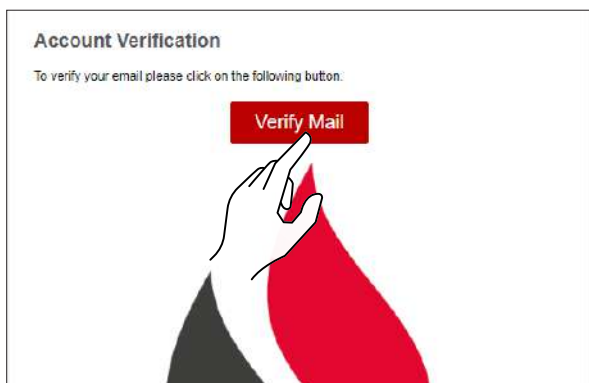 Account Verification
To verify your email please click on the following button.
Verify Mail